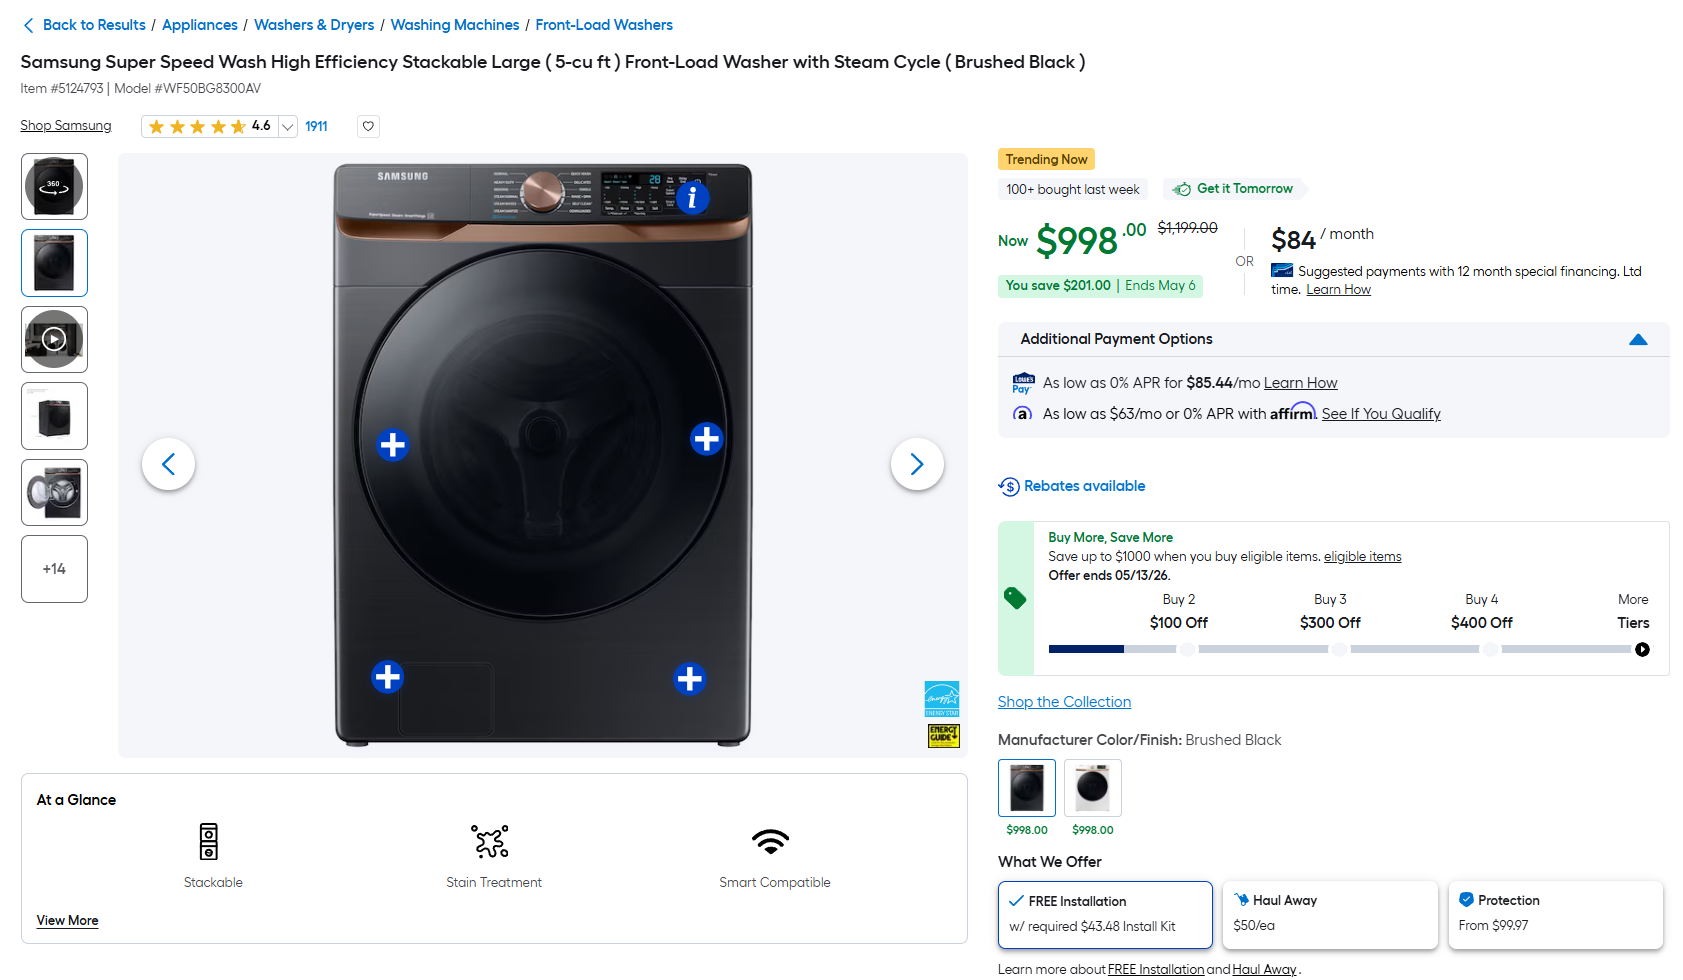 Back to Results / Appliances / Washers & Dryers / Washing Machines / Front-Load Washers
Samsung Super Speed Wash High Efficiency Stackable Large ( 5-cu ft ) Front-Load Washer with Steam Cycle ( Brushed Black )
Item #5124793 | Model #WF50BG8300AV
Shop Samsung
4.6
1911
360
+14
SAMSUNG
28
i
ENERGY STAR
ENERGY
GUIDE
At a Glance
Stackable
Stain Treatment
Smart Compatible
View More
Trending Now
100+ bought last week
Get it Tomorrow
Now $998.00 $1,199.00
You save $201.00 | Ends May 6
OR
$84 / month
Suggested payments with 12 month special financing. Ltd
time. Learn How
Additional Payment Options
LOWE'S
Pay
As low as 0% APR for $85.44/mo Learn How
a
As low as $63/mo or 0% APR with affirm. See If You Qualify
Rebates available
Buy More, Save More
Save up to $1000 when you buy eligible items. eligible items
Offer ends 05/13/26.
Buy 2
$100 Off
Buy 3
$300 Off
Buy 4
$400 Off
More
Tiers
Shop the Collection
Manufacturer Color/Finish: Brushed Black
$998.00
$998.00
What We Offer
FREE Installation
w/ required $43.48 Install Kit
Haul Away
$50/ea
Protection
From $99.97
Learn more about FREE Installation and Haul Away .